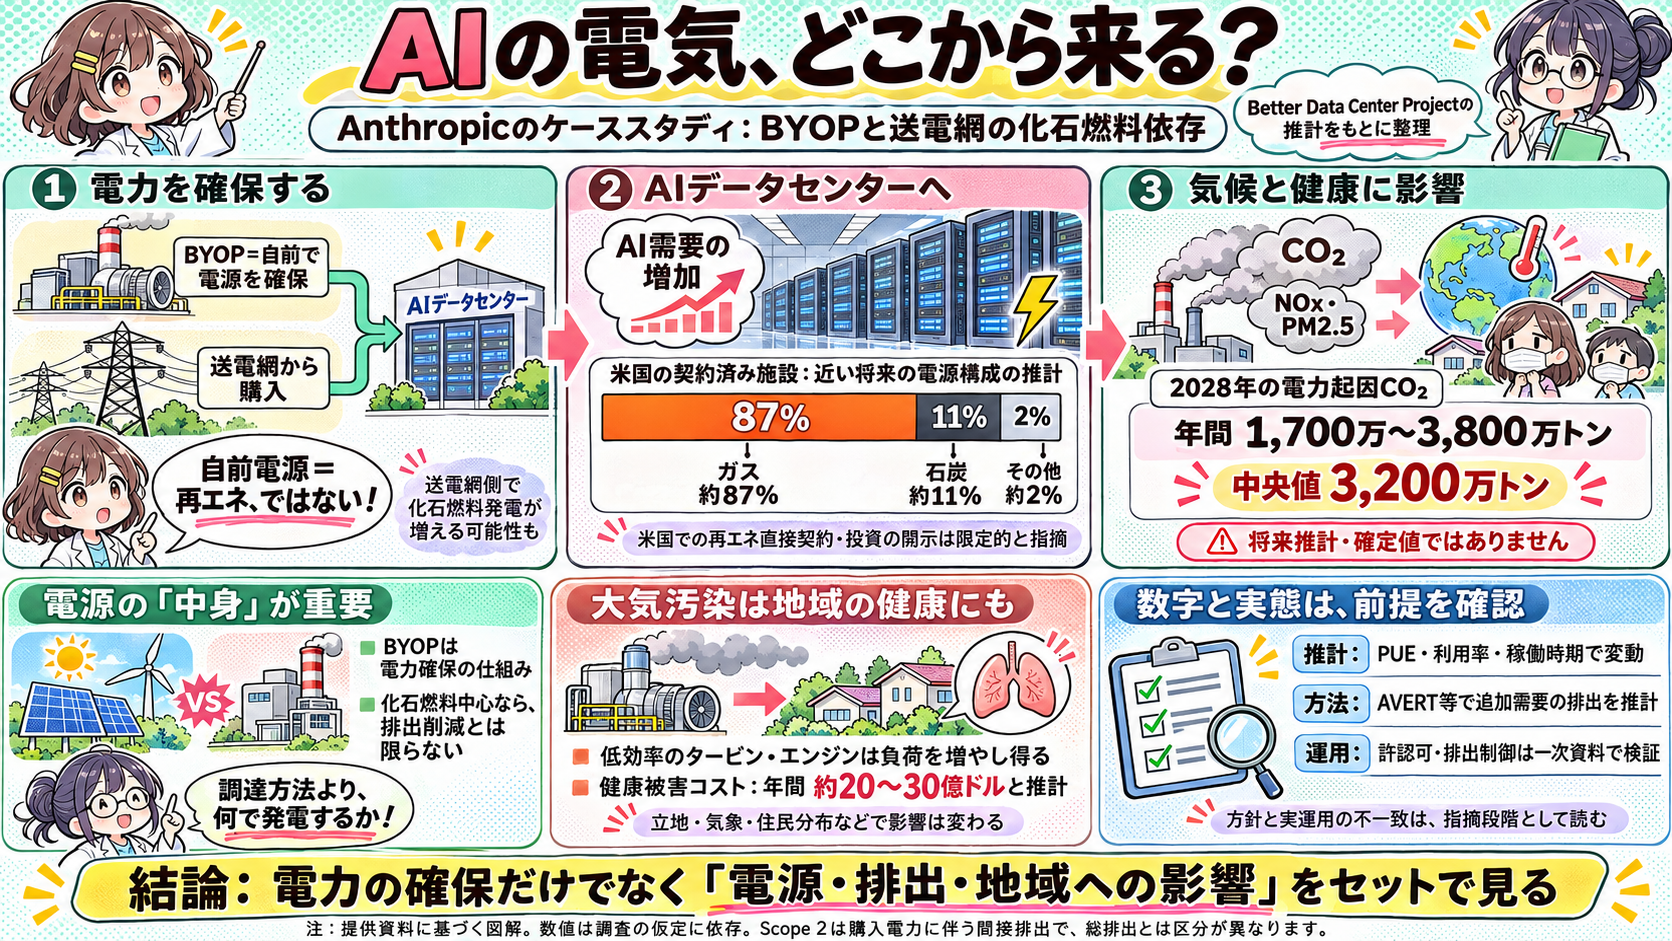 AIの電気、どこから来る?
Anthropicのケーススタディ：BYOPと送電網の化石燃料依存
Better Data Center Projectの
推計をもとに整理
1 電力を確保する
BYOP=自前で
電源を確保
送電網から
購入
AIデータセンター
自前電源＝
再エネ、ではない！
送電網側で
化石燃料発電が
増える可能性も
2 AIデータセンターへ
AI需要の
増加
米国の契約済み施設：近い将来の電源構成の推計
87% 11% 2%
ガス 石炭 その他
約87% 約11% 約2%
米国での再エネ直接契約・投資の開示は限定的と指摘
3 気候と健康に影響
CO₂
NOx・
PM2.5
2028年の電力起因CO₂
年間 1,700万～3,800万トン
中央値 3,200万トン
将来推計・確定値ではありません
電源の「中身」が重要
VS
BYOPは
電力確保の仕組み
化石燃料中心なら、
排出削減とは
限らない
調達方法より、
何で発電するか！
大気汚染は地域の健康にも
低効率のタービン・エンジンは負荷を増やし得る
健康被害コスト：年間 約20～30億ドルと推計
立地・気象・住民分布などで影響は変わる
数字と実態は、前提を確認
推計： PUE・利用率・稼働時期で変動
方法： AVERT等で追加需要の排出を推計
運用： 許認可・排出制御は一次資料で検証
方針と実運用の不一致は、指摘段階として読む
結論：電力の確保だけでなく「電源・排出・地域への影響」をセットで見る
注：提供資料に基づく図解。数値は調査の仮定に依存。Scope 2は購入電力に伴う間接排出で、総排出とは区分が異なります。